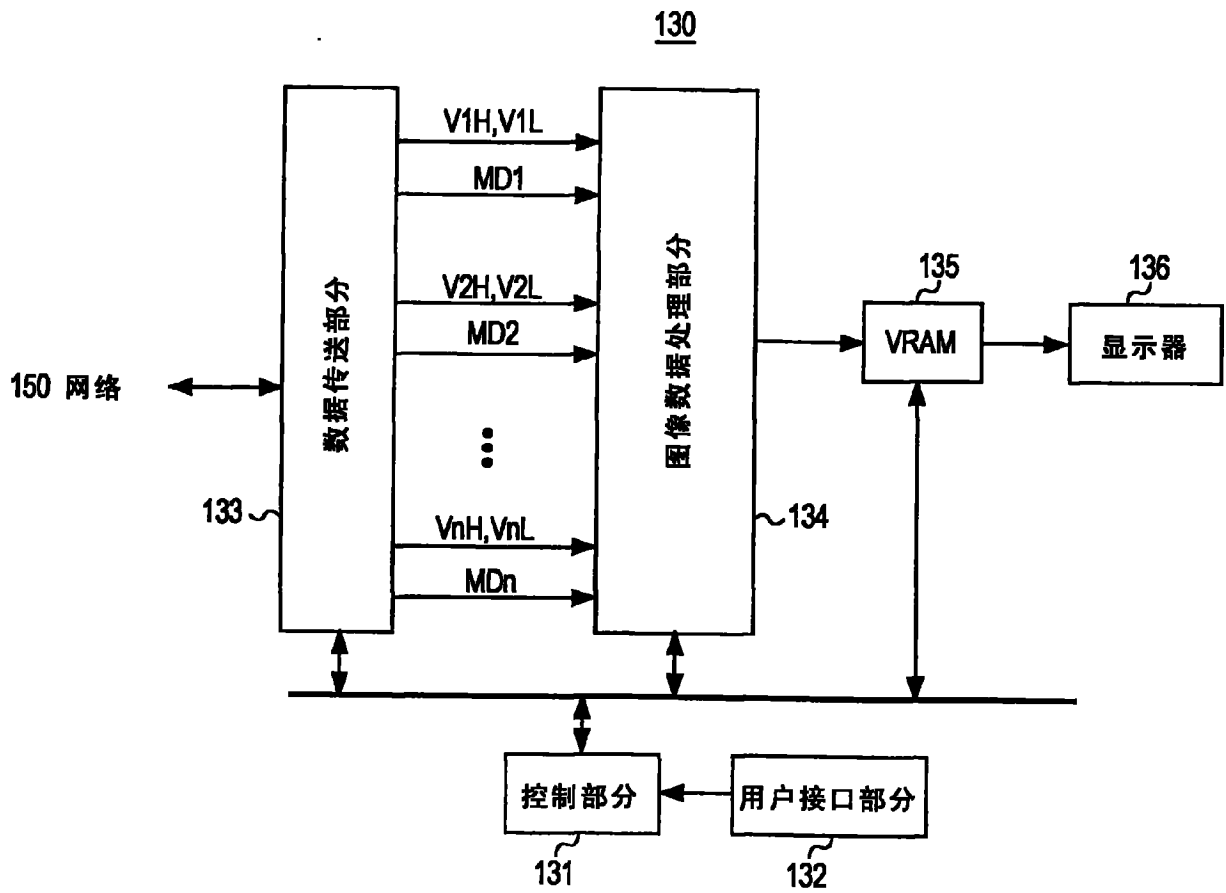 130
V1H,V1L
MD1
V2H,V2L
MD2
VnH,VnL
MDn
数据传送部分
图像数据处理部分
150 网络
133
134
135
VRAM
136
显示器
控制部分
131
用户接口部分
132